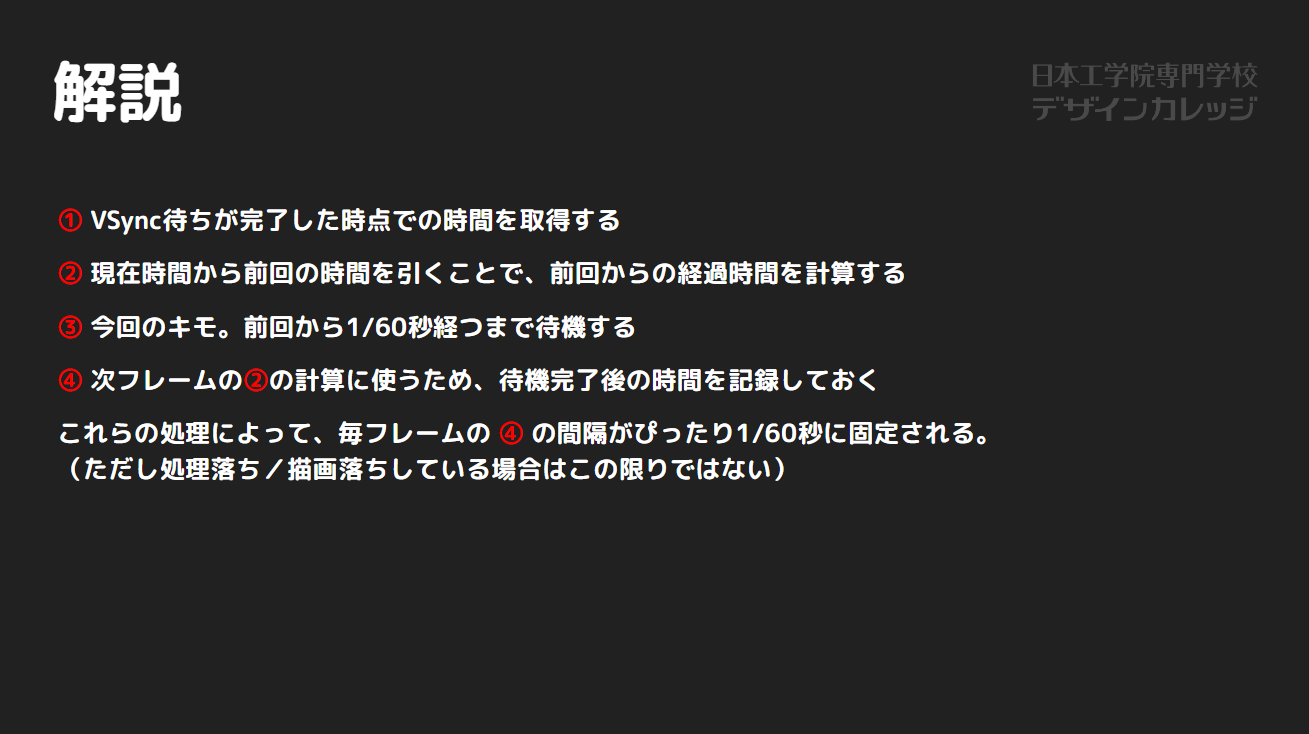 解説
日本工学院専門学校
デザインカレッジ
① VSync待ちが完了した時点での時間を取得する
② 現在時間から前回の時間を引くことで、前回からの経過時間を計算する
③ 今回のキモ。前回から1/60秒経つまで待機する
④ 次フレームの②の計算に使うため、待機完了後の時間を記録しておく
これらの処理によって、毎フレームの ④ の間隔がぴったり1/60秒に固定される。
（ただし処理落ち／描画落ちしている場合はこの限りではない）